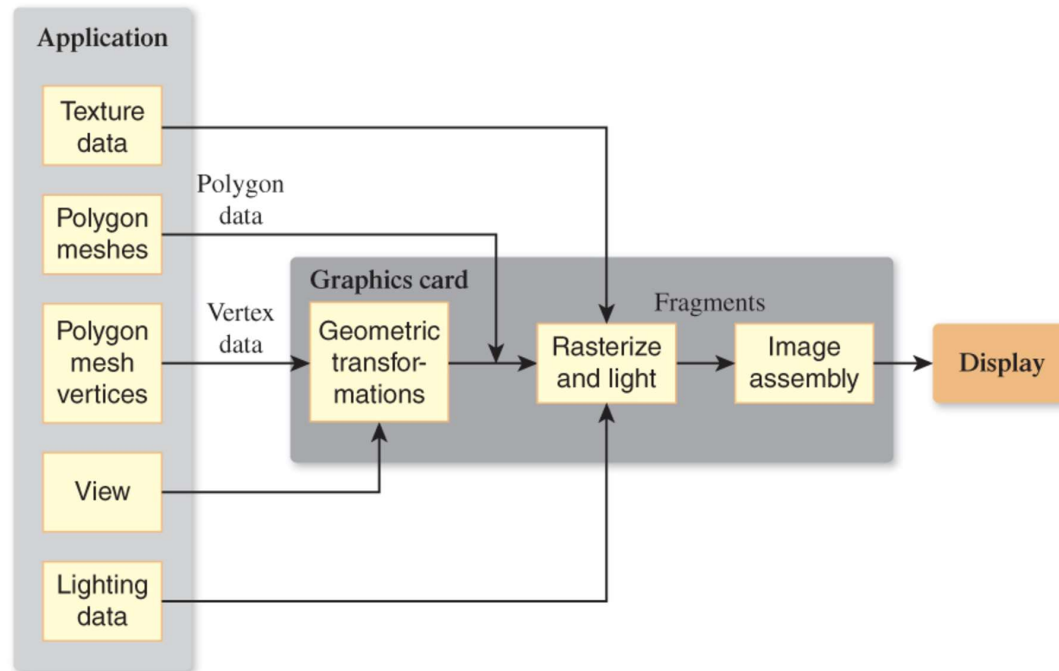 Application
Texture
data
Polygon
meshes
Polygon
data
Polygon
mesh
vertices
Vertex
data
View
Lighting
data
Graphics card
Geometric
transfor-
mations
Rasterize
and light
Fragments
Image
assembly
Display